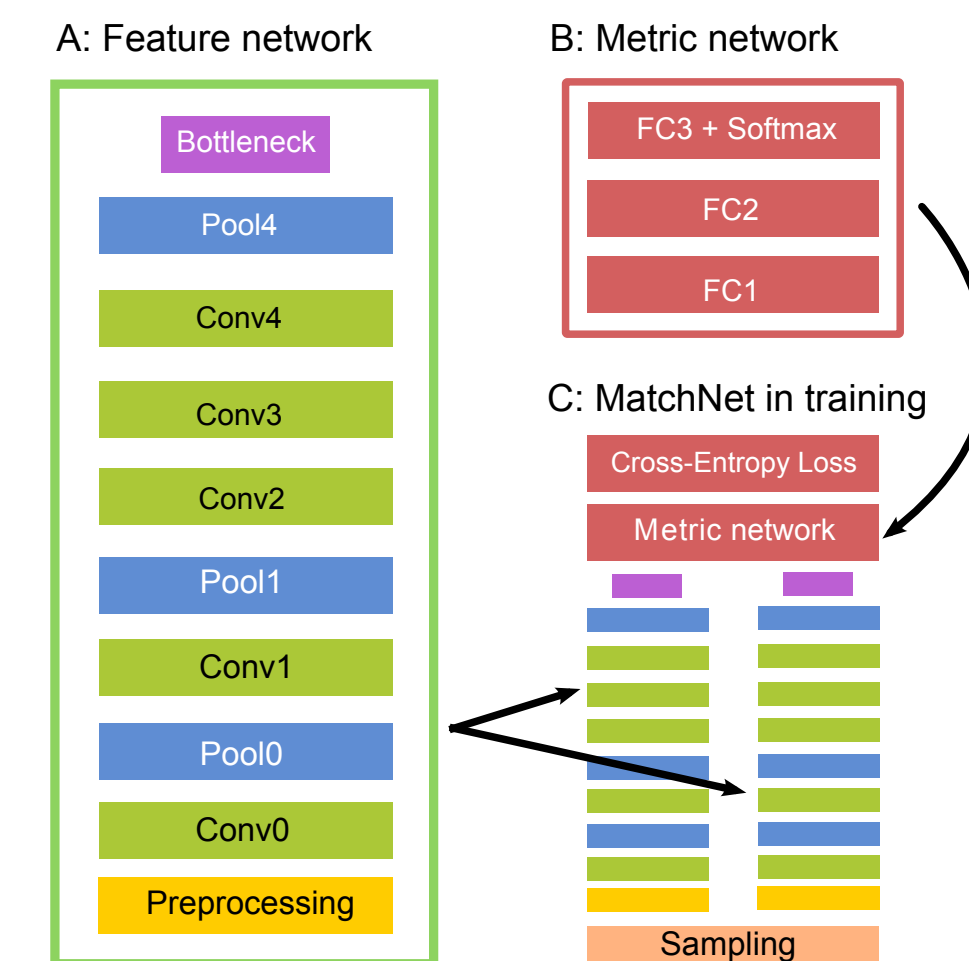 A: Feature network
Bottleneck
Pool4
Conv4
Conv3
Conv2
Pool1
Conv1
Pool0
Conv0
Preprocessing
B: Metric network
FC3 + Softmax
FC2
FC1
C: MatchNet in training
Cross-Entropy Loss
Metric network
Sampling